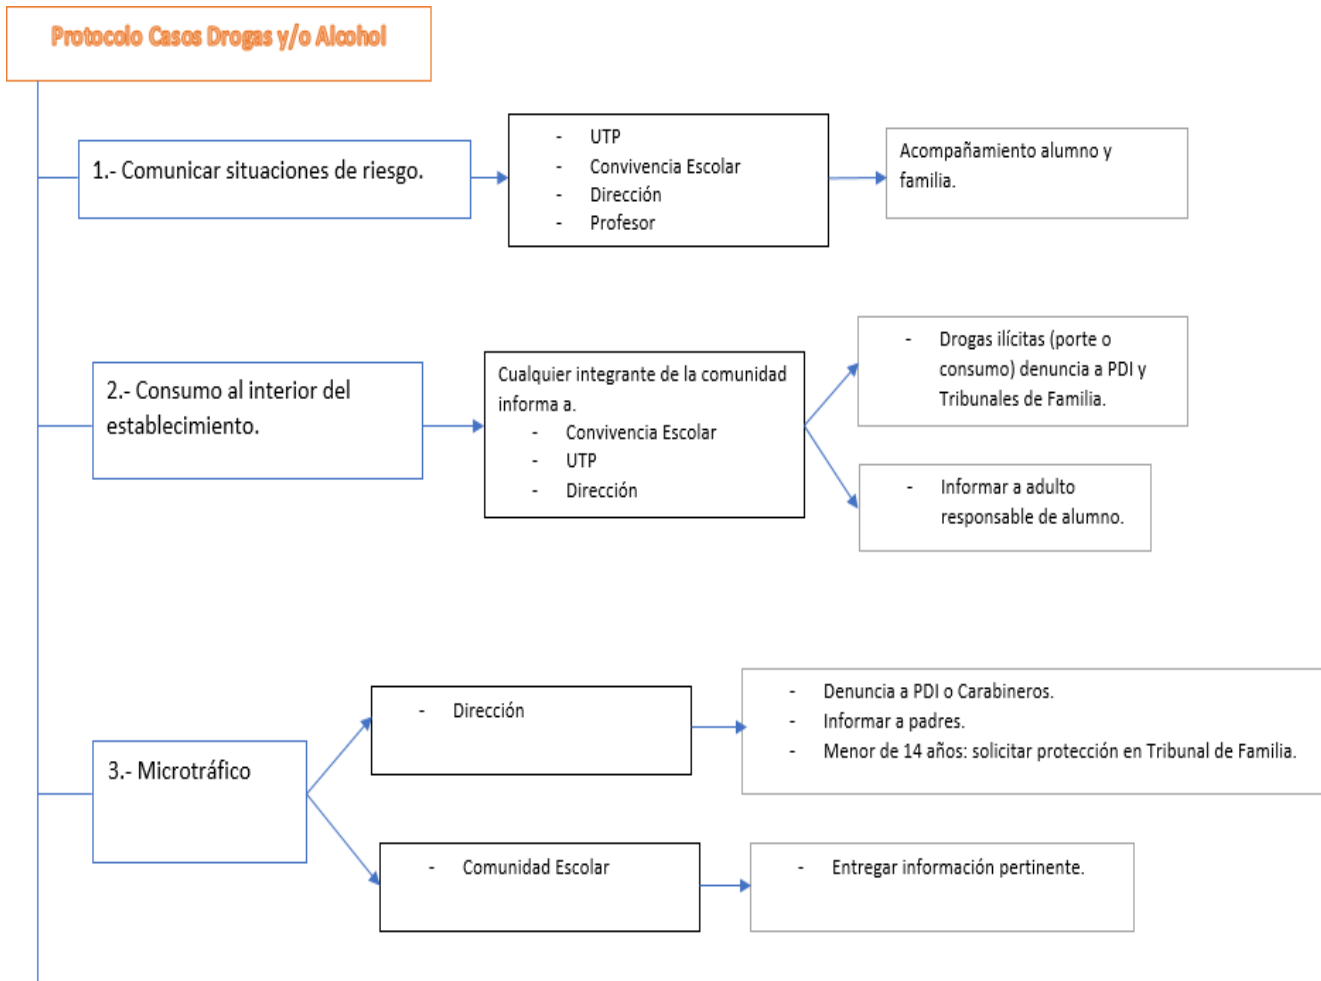 Protocolo Casos Drogas y/o Alcohol
1.- Comunicar situaciones de riesgo.
- UTP
- Convivencia Escolar
- Dirección
- Profesor
Acompañamiento alumno y
familia.
2.- Consumo al interior del
establecimiento.
Cualquier integrante de la comunidad
informa a.
- Convivencia Escolar
- UTP
- Dirección
- Drogas ilícitas (porte o
consumo) denuncia a PDI y
Tribunales de Familia.
- Informar a adulto
responsable de alumno.
3.- Microtráfico
- Dirección
- Denuncia a PDI o Carabineros.
- Informar a padres.
- Menor de 14 años: solicitar protección en Tribunal de Familia.
- Comunidad Escolar
- Entregar información pertinente.